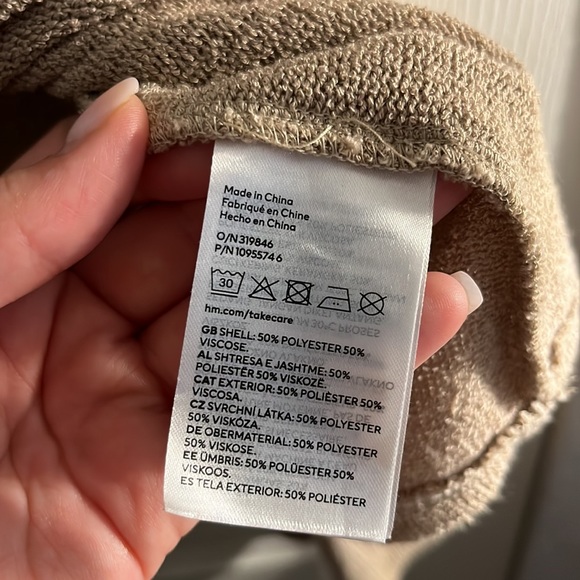 Made in China
Fabriqué en Chine
Hecho en China
O/N 319846
P/N 10955746
30
hm.com/takecare
GB SHELL: 50% POLYESTER 50%
VISCOSE.
AL SHTRESA E JASHTME: 50%
POLIESTËR 50% VISKOZË.
CAT EXTERIOR: 50% POLIÈSTER 50%
VISCOSA.
CZ SVRCHNÍ LÁTKA: 50% POLYESTER
50% VISKÓZA.
DE OBERMATERIAL: 50% POLYESTER
50% VISKOSE.
EE ÜMBRIS: 50% POLÜESTER 50%
VISKOOS.
ES TELA EXTERIOR: 50% POLIÉSTER